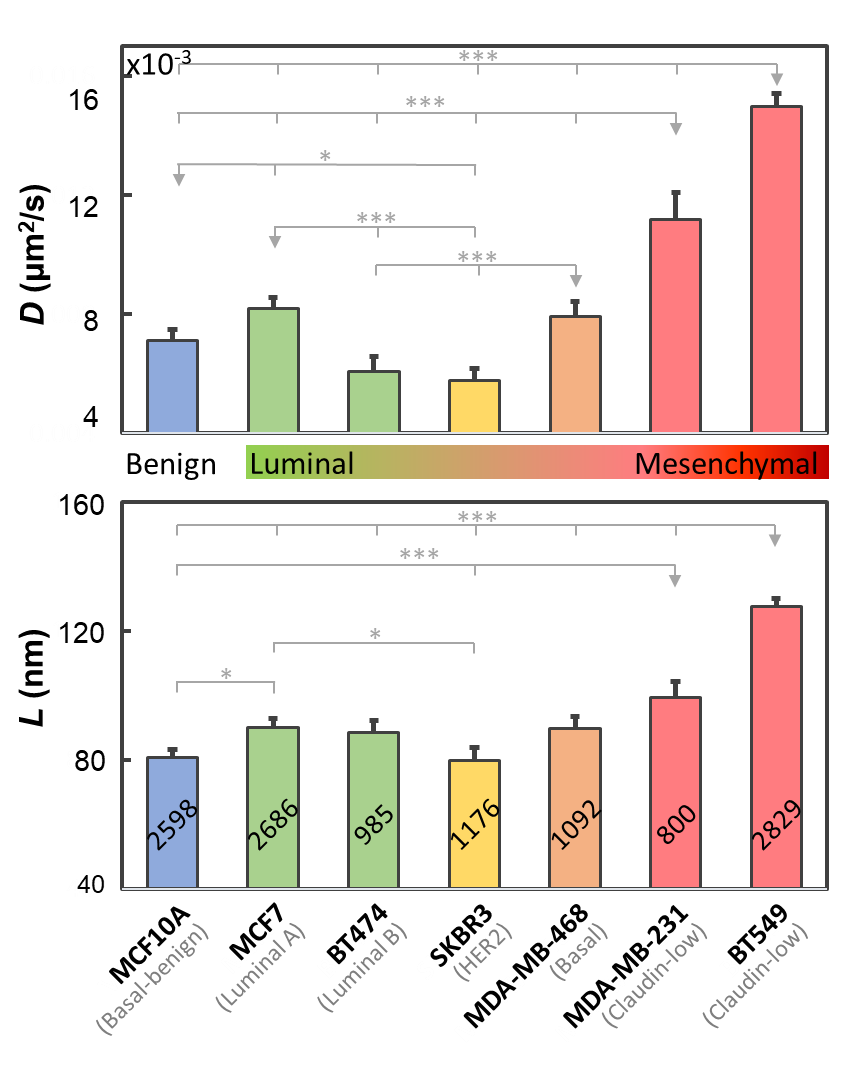 x10-3
***
16
***
*
12
***
***
D (µm2/s)
8
4
Benign
Luminal
Mesenchymal
160
***
***
120
*
*
L (nm)
80
2598
2686
985
1176
1092
800
2829
40
MCF10A
(Basal-benign)
MCF7
(Luminal A)
BT474
(Luminal B)
SKBR3
(HER2)
MDA-MB-468
(Basal)
MDA-MB-231
(Claudin-low)
BT549
(Claudin-low)